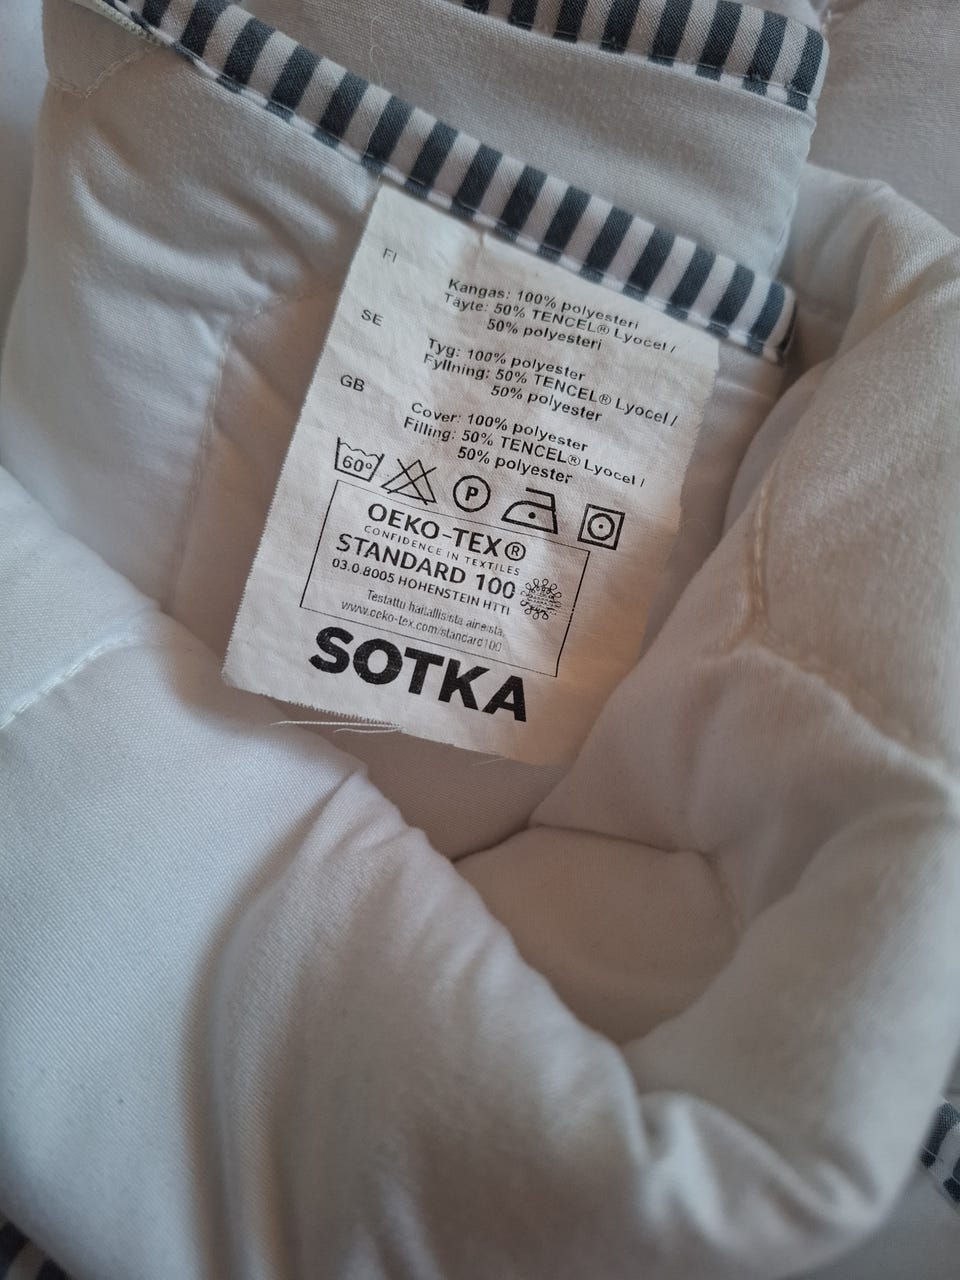 FI
Kangas: 100% polyesteri
Täyte: 50% TENCEL® Lyocel /
50% polyesteri
SE
Tyg: 100% polyester
Fyllning: 50% TENCEL® Lyocel /
50% polyester
GB
Cover: 100% polyester
Filling: 50% TENCEL® Lyocel /
50% polyester
60°
P
OEKO-TEX®
CONFIDENCE IN TEXTILES
STANDARD 100
03.0.8005 HOHENSTEIN HTTI
Testattu haitallisista aineista.
www.oeko-tex.com/standard100
SOTKA